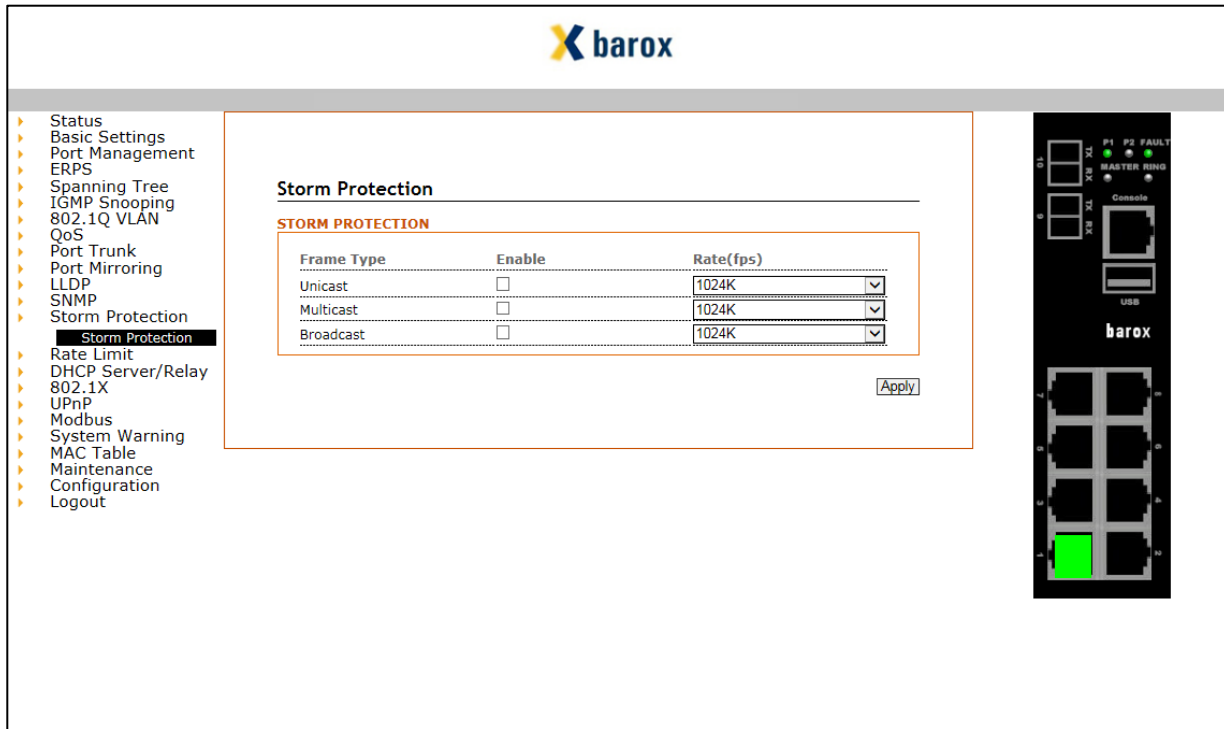 barox
Status
Basic Settings
Port Management
ERPS
Spanning Tree
IGMP Snooping
802.1Q VLAN
QoS
Port Trunk
Port Mirroring
LLDP
SNMP
Storm Protection
Storm Protection
Rate Limit
DHCP Server/Relay
802.1X
UPnP
Modbus
System Warning
MAC Table
Maintenance
Configuration
Logout
Storm Protection
STORM PROTECTION
Frame Type Enable Rate(fps)
Unicast 1024K
Multicast 1024K
Broadcast 1024K
Apply
P1 P2 FAULT
MASTER RING
10 TX RX
9 TX RX
Console
USB
barox
7 8
5 6
3 4
1 2